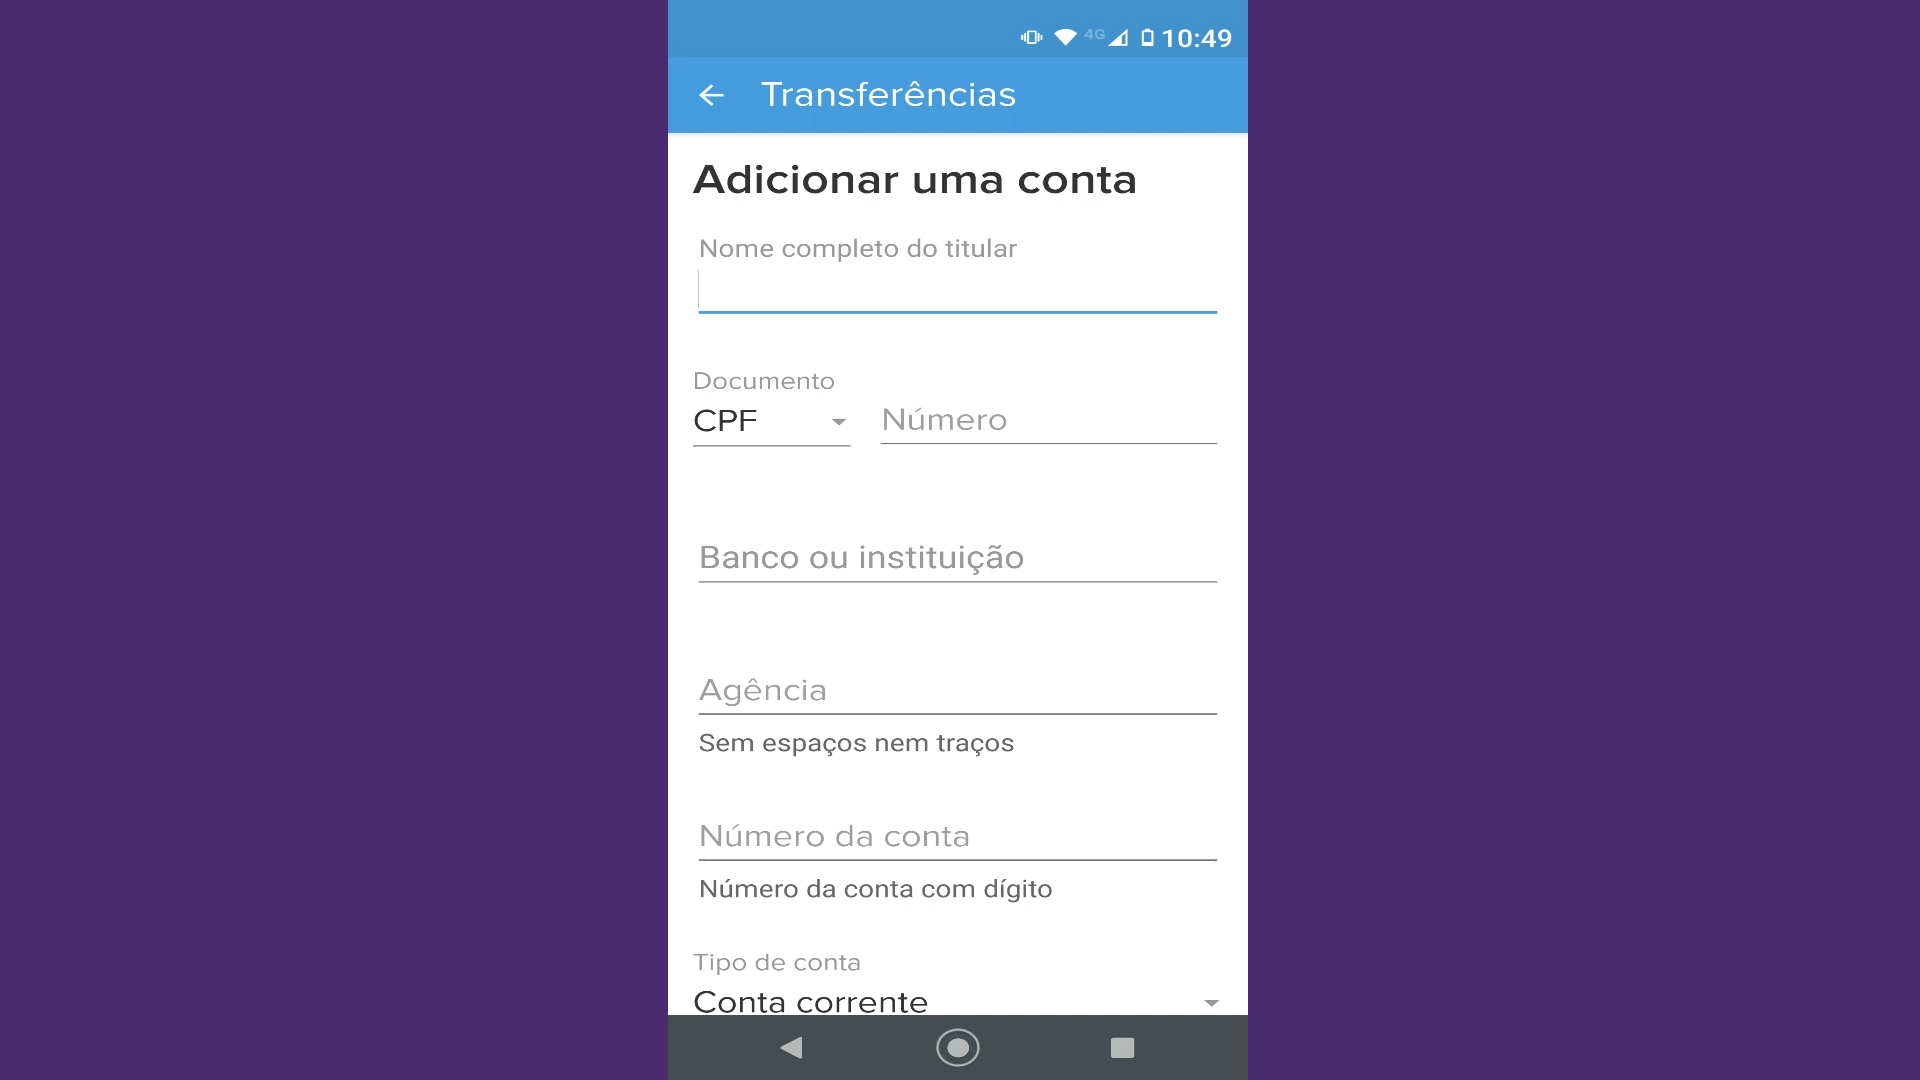 4G 10:49
Transferências
Adicionar uma conta
Nome completo do titular
Documento
CPF Número
Banco ou instituição
Agência
Sem espaços nem traços
Número da conta
Número da conta com dígito
Tipo de conta
Conta corrente